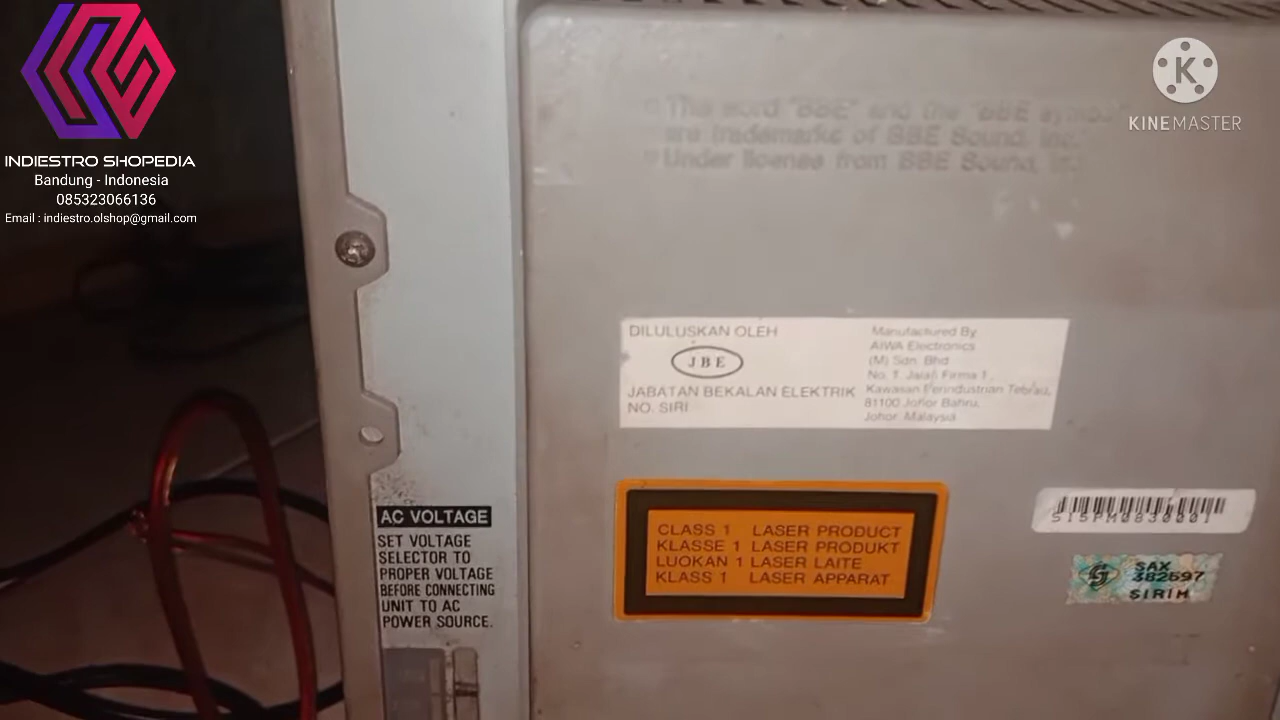 INDIESTRO SHOPEDIA
Bandung - Indonesia
085323066136
Email : indiestro.olshop@gmail.com
K
KINEMASTER
The word "BBE" and the "BBE symbol"
are trademarks of BBE Sound, Inc.
Under license from BBE Sound, Inc.
DILULUSKAN OLEH
JBE
JABATAN BEKALAN ELEKTRIK
NO. SIRI
Manufactured By
AIWA Electronics
(M) Sdn. Bhd.
No. 1, Jalan Firma 1,
Kawasan Perindustrian Tebrau,
81100 Johor Bahru,
Johor Malaysia
AC VOLTAGE
SET VOLTAGE
SELECTOR TO
PROPER VOLTAGE
BEFORE CONNECTING
UNIT TO AC
POWER SOURCE.
CLASS 1 LASER PRODUCT
KLASSE 1 LASER PRODUKT
LUOKAN 1 LASER LAITE
KLASS 1 LASER APPARAT
S15PM0830001
SAX
382597
SIRIM